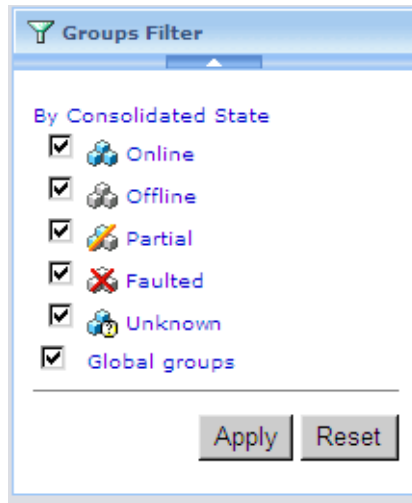 Groups Filter
By Consolidated State
Online
Offline
Partial
Faulted
Unknown
Global groups
Apply Reset